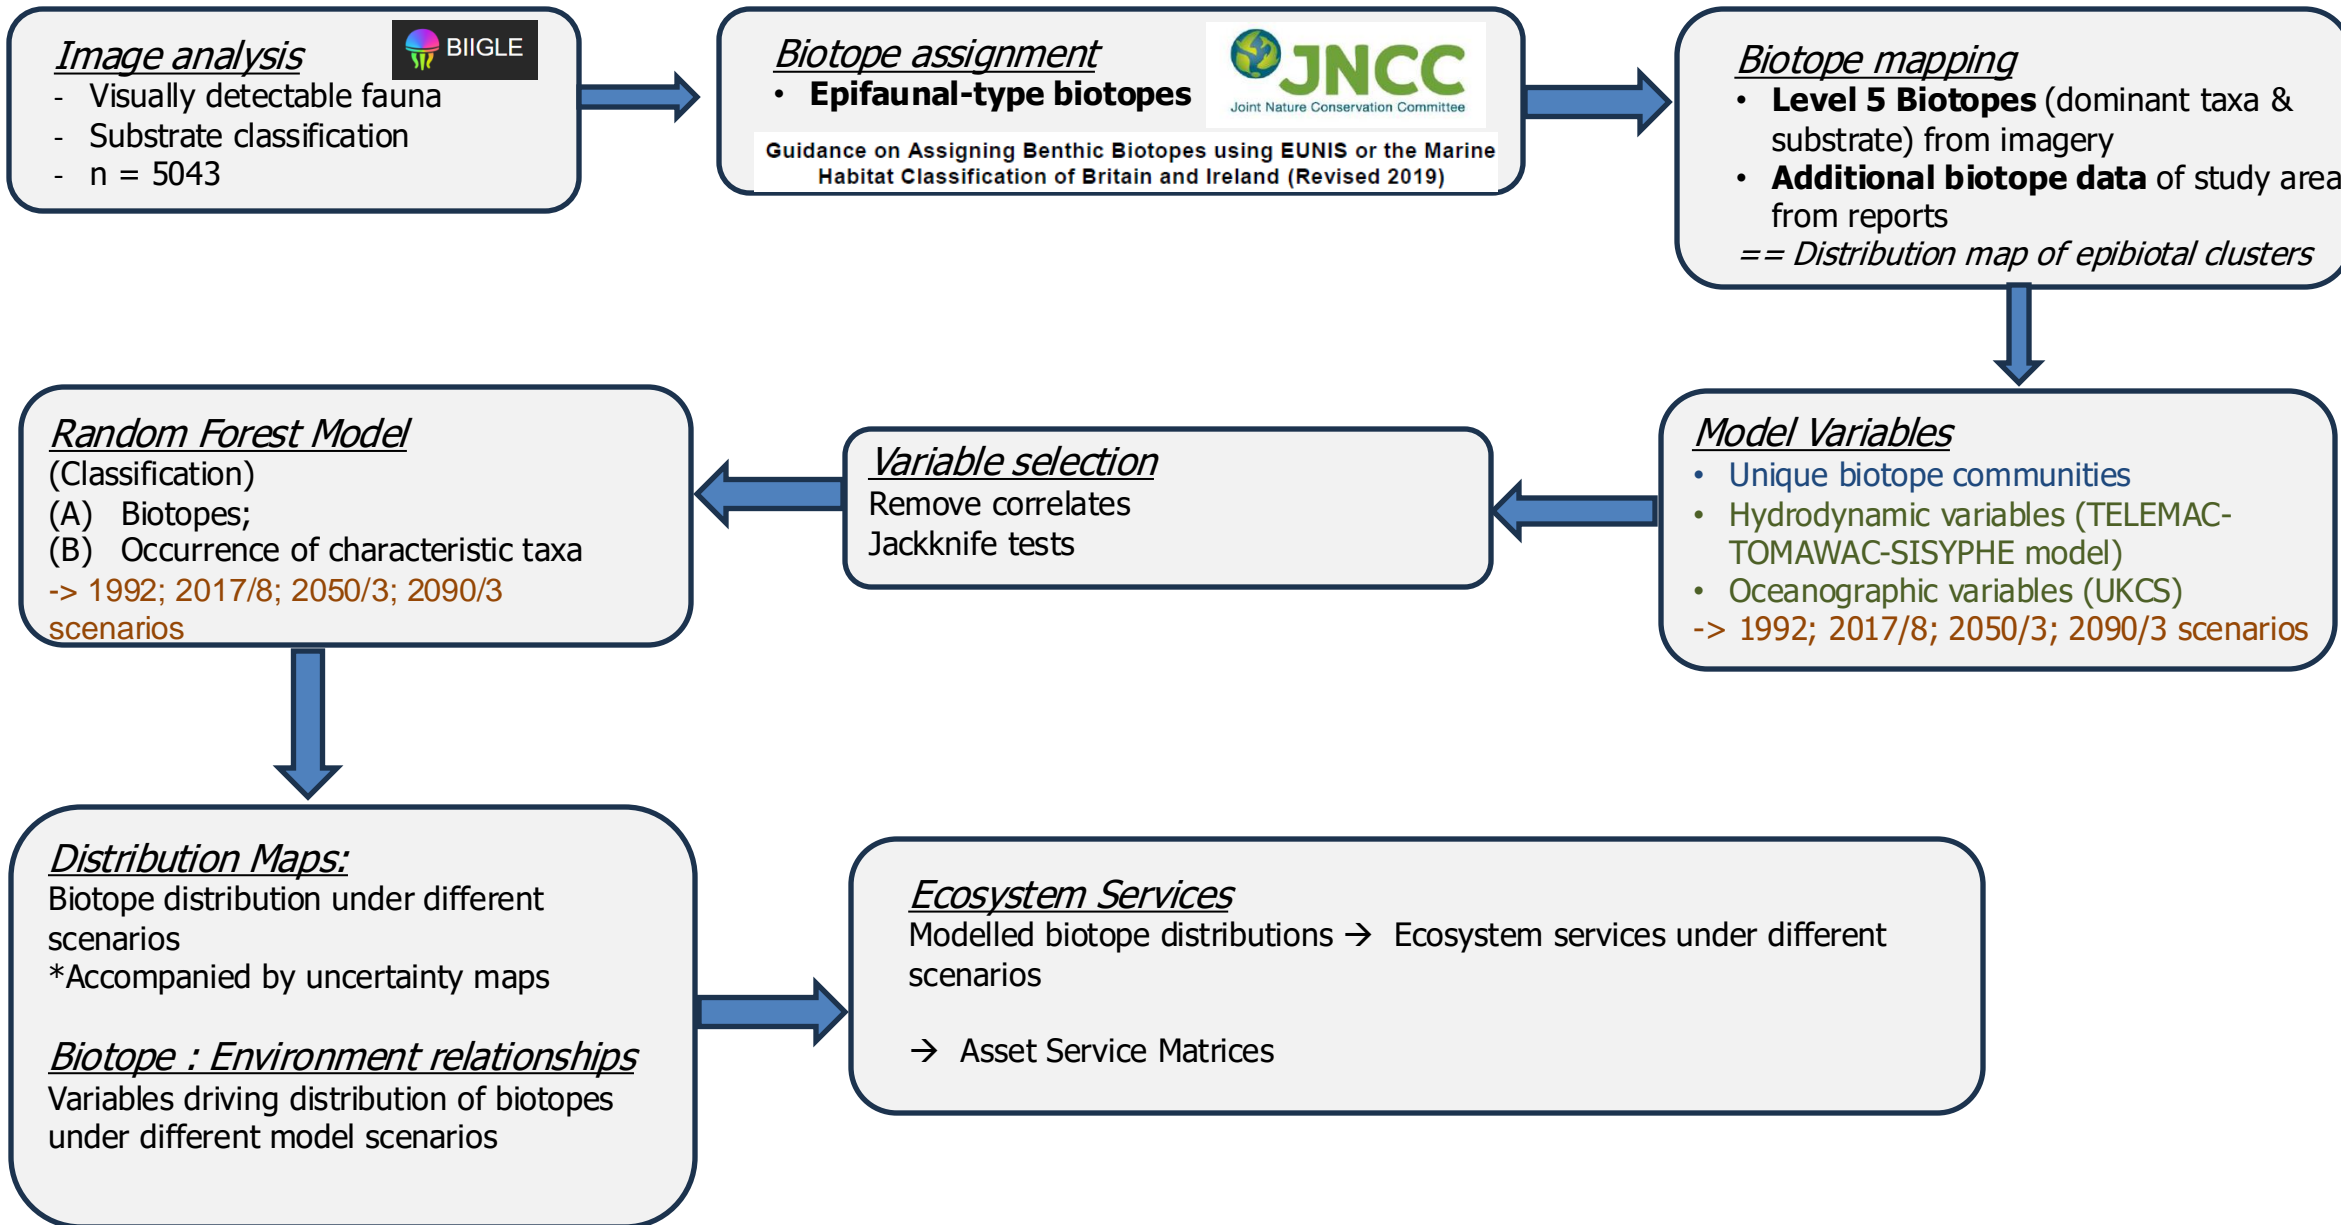 Image analysis
BIIGLE
- Visually detectable fauna
- Substrate classification
- n = 5043
Biotope assignment
• Epifaunal-type biotopes
JNCC
Joint Nature Conservation Committee
Guidance on Assigning Benthic Biotopes using EUNIS or the Marine
Habitat Classification of Britain and Ireland (Revised 2019)
Biotope mapping
• Level 5 Biotopes (dominant taxa &
substrate) from imagery
• Additional biotope data of study area
from reports
== Distribution map of epibiotal clusters
Model Variables
• Unique biotope communities
• Hydrodynamic variables (TELEMAC-
TOMAWAC-SISYPHE model)
• Oceanographic variables (UKCS)
-> 1992; 2017/8; 2050/3; 2090/3 scenarios
Variable selection
Remove correlates
Jackknife tests
Random Forest Model
(Classification)
(A) Biotopes;
(B) Occurrence of characteristic taxa
-> 1992; 2017/8; 2050/3; 2090/3
scenarios
Distribution Maps:
Biotope distribution under different
scenarios
*Accompanied by uncertainty maps
Biotope : Environment relationships
Variables driving distribution of biotopes
under different model scenarios
Ecosystem Services
Modelled biotope distributions → Ecosystem services under different
scenarios
→ Asset Service Matrices